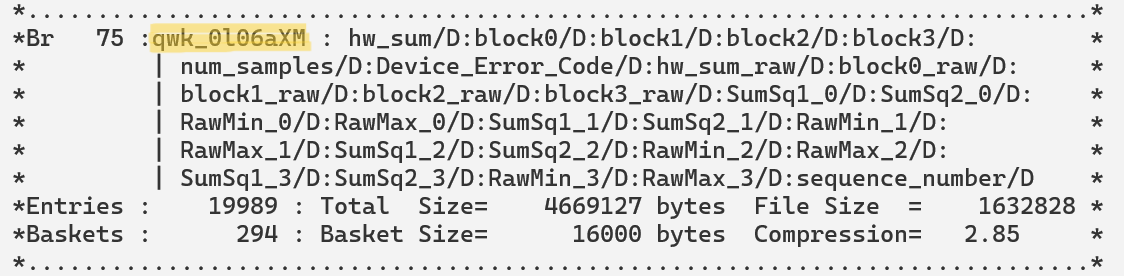 *............................................................................*
*Br   75 :qwk_0l06aXM : hw_sum/D:block0/D:block1/D:block2/D:block3/D:        *
*         | num_samples/D:Device_Error_Code/D:hw_sum_raw/D:block0_raw/D:     *
*         | block1_raw/D:block2_raw/D:block3_raw/D:SumSq1_0/D:SumSq2_0/D:    *
*         | RawMin_0/D:RawMax_0/D:SumSq1_1/D:SumSq2_1/D:RawMin_1/D:          *
*         | RawMax_1/D:SumSq1_2/D:SumSq2_2/D:RawMin_2/D:RawMax_2/D:          *
*         | SumSq1_3/D:SumSq2_3/D:RawMin_3/D:RawMax_3/D:sequence_number/D    *
*Entries :    19989 : Total  Size=    4669127 bytes  File Size  =    1632828 *
*Baskets :      294 : Basket Size=      16000 bytes  Compression=   2.85     *
*............................................................................*